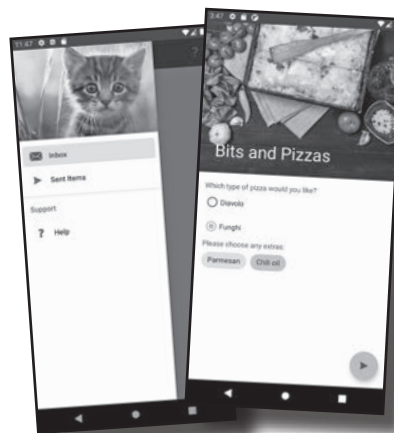 11:47
?
Inbox
Sent Items
Support
? Help
3:47
Bits and Pizzas
Which type of pizza would you like?
Diavolo
Funghi
Please choose any extras:
Parmesan
Chili oil